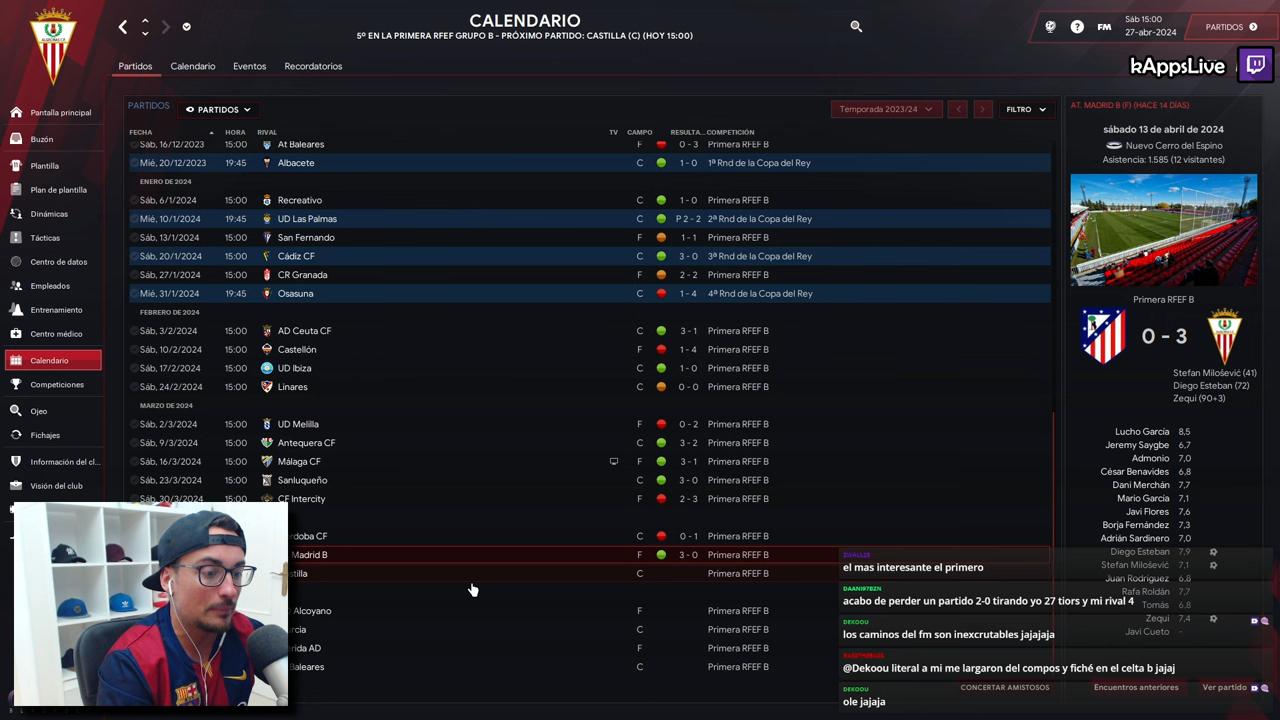 CALENDARIO
5º EN LA PRIMERA RFEF GRUPO B - PRÓXIMO PARTIDO: CASTILLA (C) (HOY 15:00)
FM
Sáb 15:00
27-abr-2024
PARTIDOS
Partidos
Calendario
Eventos
Recordatorios
kAppsLive
Pantalla principal
Buzón
Plantilla
Plan de plantilla
Dinámicas
Tácticas
Centro de datos
Empleados
Entrenamiento
Centro médico
Calendario
Competiciones
Ojeo
Fichajes
Información del cl...
Visión del club
PARTIDOS
PARTIDOS
Temporada 2023/24
FILTRO
FECHA HORA RIVAL TV CAMPO RESULTA... COMPETICIÓN
Sáb, 16/12/2023 15:00 At Baleares F 0 - 3 Primera RFEF B
Mié, 20/12/2023 19:45 Albacete C 1 - 0 1ª Rnd de la Copa del Rey
ENERO DE 2024
Sáb, 6/1/2024 15:00 Recreativo C 1 - 0 Primera RFEF B
Mié, 10/1/2024 19:45 UD Las Palmas C P 2 - 2 2ª Rnd de la Copa del Rey
Sáb, 13/1/2024 15:00 San Fernando F 1 - 1 Primera RFEF B
Sáb, 20/1/2024 15:00 Cádiz CF C 3 - 0 3ª Rnd de la Copa del Rey
Sáb, 27/1/2024 15:00 CR Granada F 2 - 2 Primera RFEF B
Mié, 31/1/2024 19:45 Osasuna C 1 - 4 4ª Rnd de la Copa del Rey
FEBRERO DE 2024
Sáb, 3/2/2024 15:00 AD Ceuta CF C 3 - 1 Primera RFEF B
Sáb, 10/2/2024 15:00 Castellón F 1 - 4 Primera RFEF B
Sáb, 17/2/2024 15:00 UD Ibiza C 1 - 0 Primera RFEF B
Sáb, 24/2/2024 15:00 Linares F 0 - 0 Primera RFEF B
MARZO DE 2024
Sáb, 2/3/2024 15:00 UD Melilla F 0 - 2 Primera RFEF B
Sáb, 9/3/2024 15:00 Antequera CF C 3 - 2 Primera RFEF B
Sáb, 16/3/2024 15:00 Málaga CF F 3 - 1 Primera RFEF B
Sáb, 23/3/2024 15:00 Sanluqueño C 3 - 0 Primera RFEF B
Sáb, 30/3/2024 15:00 CF Intercity F 2 - 3 Primera RFEF B
rdoba CF C 0 - 1 Primera RFEF B
Madrid B F 3 - 0 Primera RFEF B
stilla C Primera RFEF B
Alcoyano F Primera RFEF B
rcia C Primera RFEF B
rida AD F Primera RFEF B
Baleares C Primera RFEF B
AT. MADRID B (F) (HACE 14 DÍAS)
sábado 13 de abril de 2024
Nuevo Cerro del Espino
Asistencia: 1.585 (12 visitantes)
Primera RFEF B
0 - 3
Stefan Milošević (41)
Diego Esteban (72)
Zequi (90+3)
Lucho García 8,5
Jeremy Saygbe 6,7
Admonio 7,0
César Benavides 6,8
Dani Merchán 7,7
Mario García 7,1
Javi Flores 7,6
Borja Fernández 7,3
Adrián Sardinero 7,0
Diego Esteban 7,9
Stefan Milošević 7,1
Juan Rodríguez 6,8
Rafa Roldán 7,7
Tomás 6,8
Zequi 7,4
Javi Cueto -
el mas interesante el primero
DAANI97BZN
acabo de perder un partido 2-0 tirando yo 27 tiors y mi rival 4
DEKOOU
los caminos del fm son inexcrutables jajajaja
@Dekoou literal a mi me largaron del compos y fiché en el celta b jajaj
DEKOOU
ole jajaja
CONCERTAR AMISTOSOS
Encuentros anteriores
Ver partido